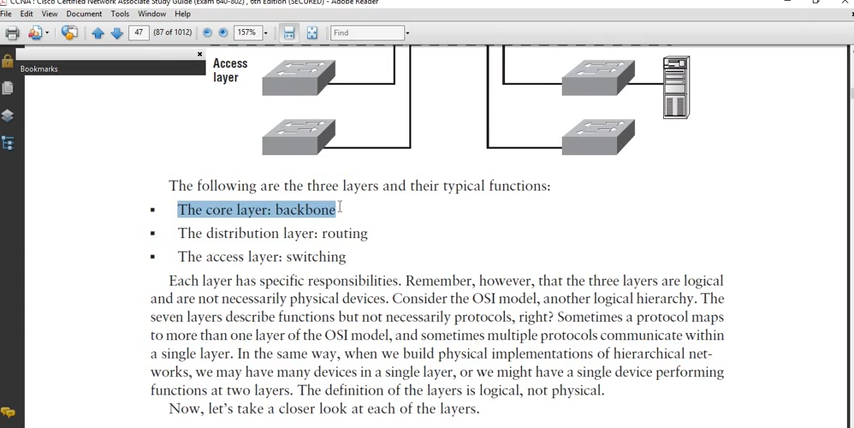 CCNA : Cisco Certified Network Associate Study Guide (Exam 640-802) , 6th Edition (SECURED) - Adobe Reader
File Edit View Document Tools Window Help
47 (87 of 1012) 157% Find
Bookmarks
Access
layer
The following are the three layers and their typical functions:
▪ The core layer: backbone
▪ The distribution layer: routing
▪ The access layer: switching
Each layer has specific responsibilities. Remember, however, that the three layers are logical
and are not necessarily physical devices. Consider the OSI model, another logical hierarchy. The
seven layers describe functions but not necessarily protocols, right? Sometimes a protocol maps
to more than one layer of the OSI model, and sometimes multiple protocols communicate within
a single layer. In the same way, when we build physical implementations of hierarchical net-
works, we may have many devices in a single layer, or we might have a single device performing
functions at two layers. The definition of the layers is logical, not physical.
Now, let's take a closer look at each of the layers.